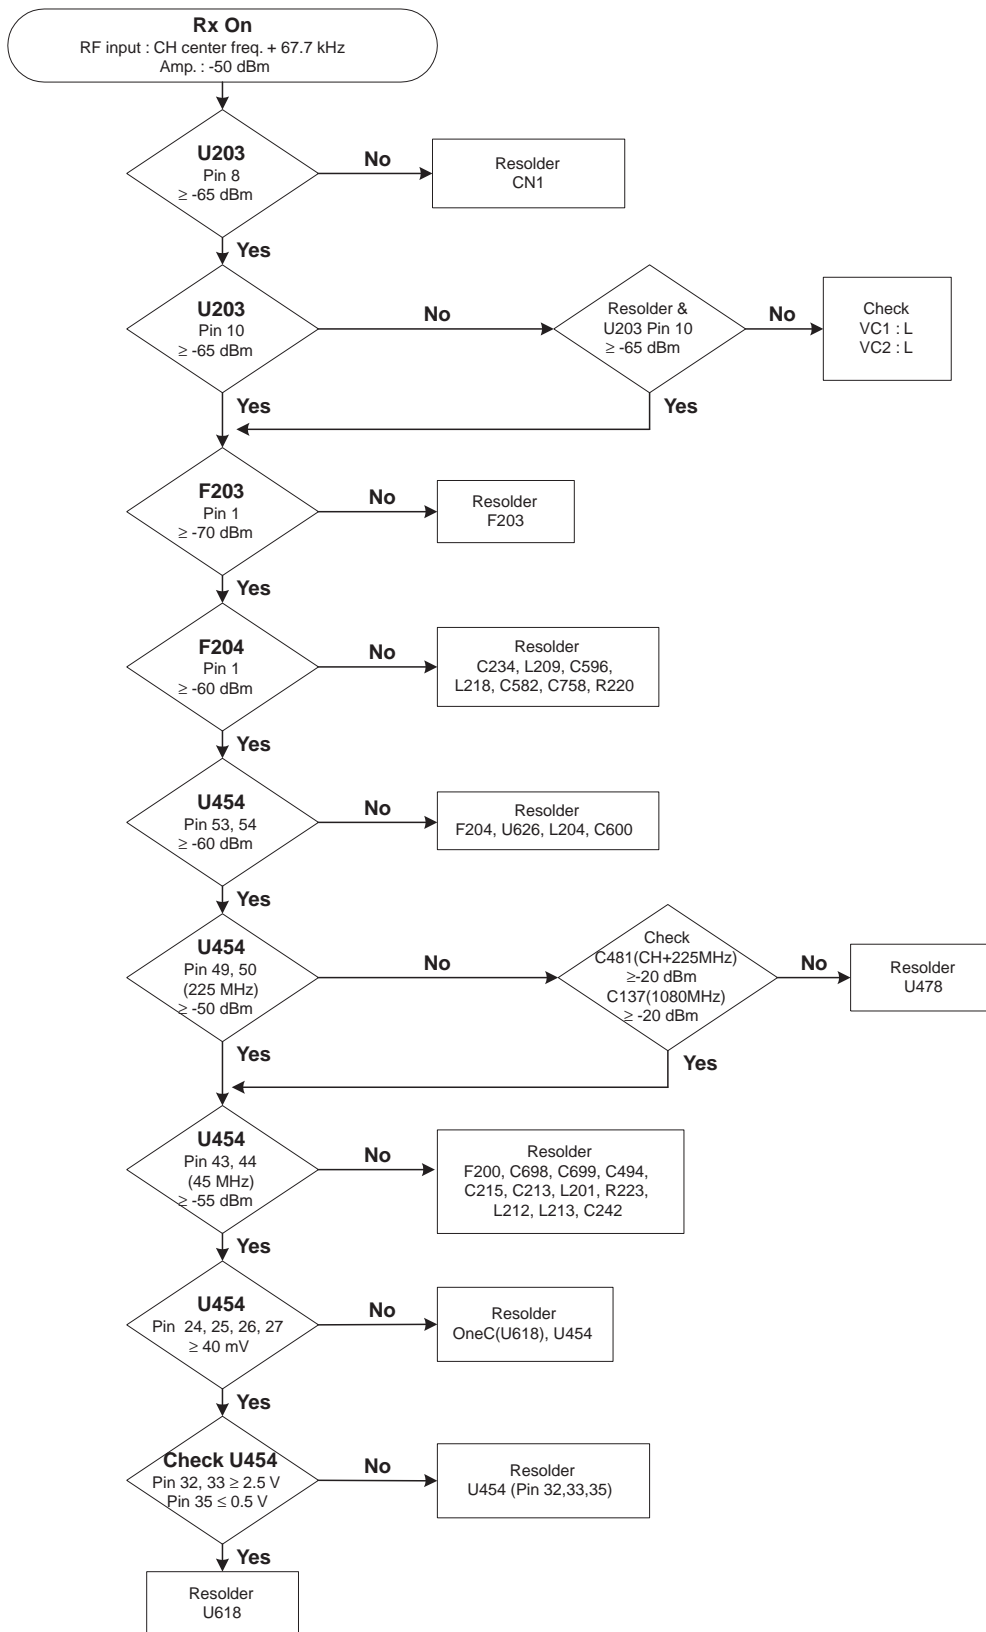 Rx On
RF input : CH center freq. + 67.7 kHz
Amp. : -50 dBm
U203
Pin 8
≥ -65 dBm
No
Resolder
CN1
Yes
U203
Pin 10
≥ -65 dBm
No
Resolder &
U203 Pin 10
≥ -65 dBm
No
Check
VC1 : L
VC2 : L
Yes
Yes
F203
Pin 1
≥ -70 dBm
No
Resolder
F203
Yes
F204
Pin 1
≥ -60 dBm
No
Resolder
C234, L209, C596,
L218, C582, C758, R220
Yes
U454
Pin 53, 54
≥ -60 dBm
No
Resolder
F204, U626, L204, C600
Yes
U454
Pin 49, 50
(225 MHz)
≥ -50 dBm
No
Check
C481(CH+225MHz)
≥-20 dBm
C137(1080MHz)
≥ -20 dBm
No
Resolder
U478
Yes
Yes
U454
Pin 43, 44
(45 MHz)
≥ -55 dBm
No
Resolder
F200, C698, C699, C494,
C215, C213, L201, R223,
L212, L213, C242
Yes
U454
Pin 24, 25, 26, 27
≥ 40 mV
No
Resolder
OneC(U618), U454
Yes
Check U454
Pin 32, 33 ≥ 2.5 V
Pin 35 ≤ 0.5 V
No
Resolder
U454 (Pin 32,33,35)
Yes
Resolder
U618